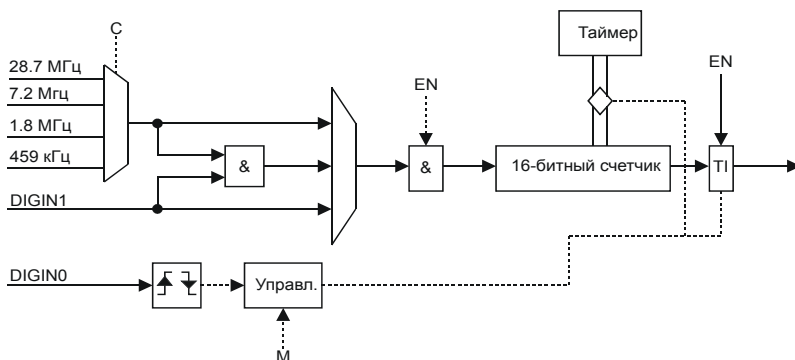 C
Таймер
28.7 МГц
EN
7.2 Мгц
EN
1.8 МГц
459 кГц
&
&
16-битный счетчик
TI
DIGIN1
DIGIN0
Управл.
M